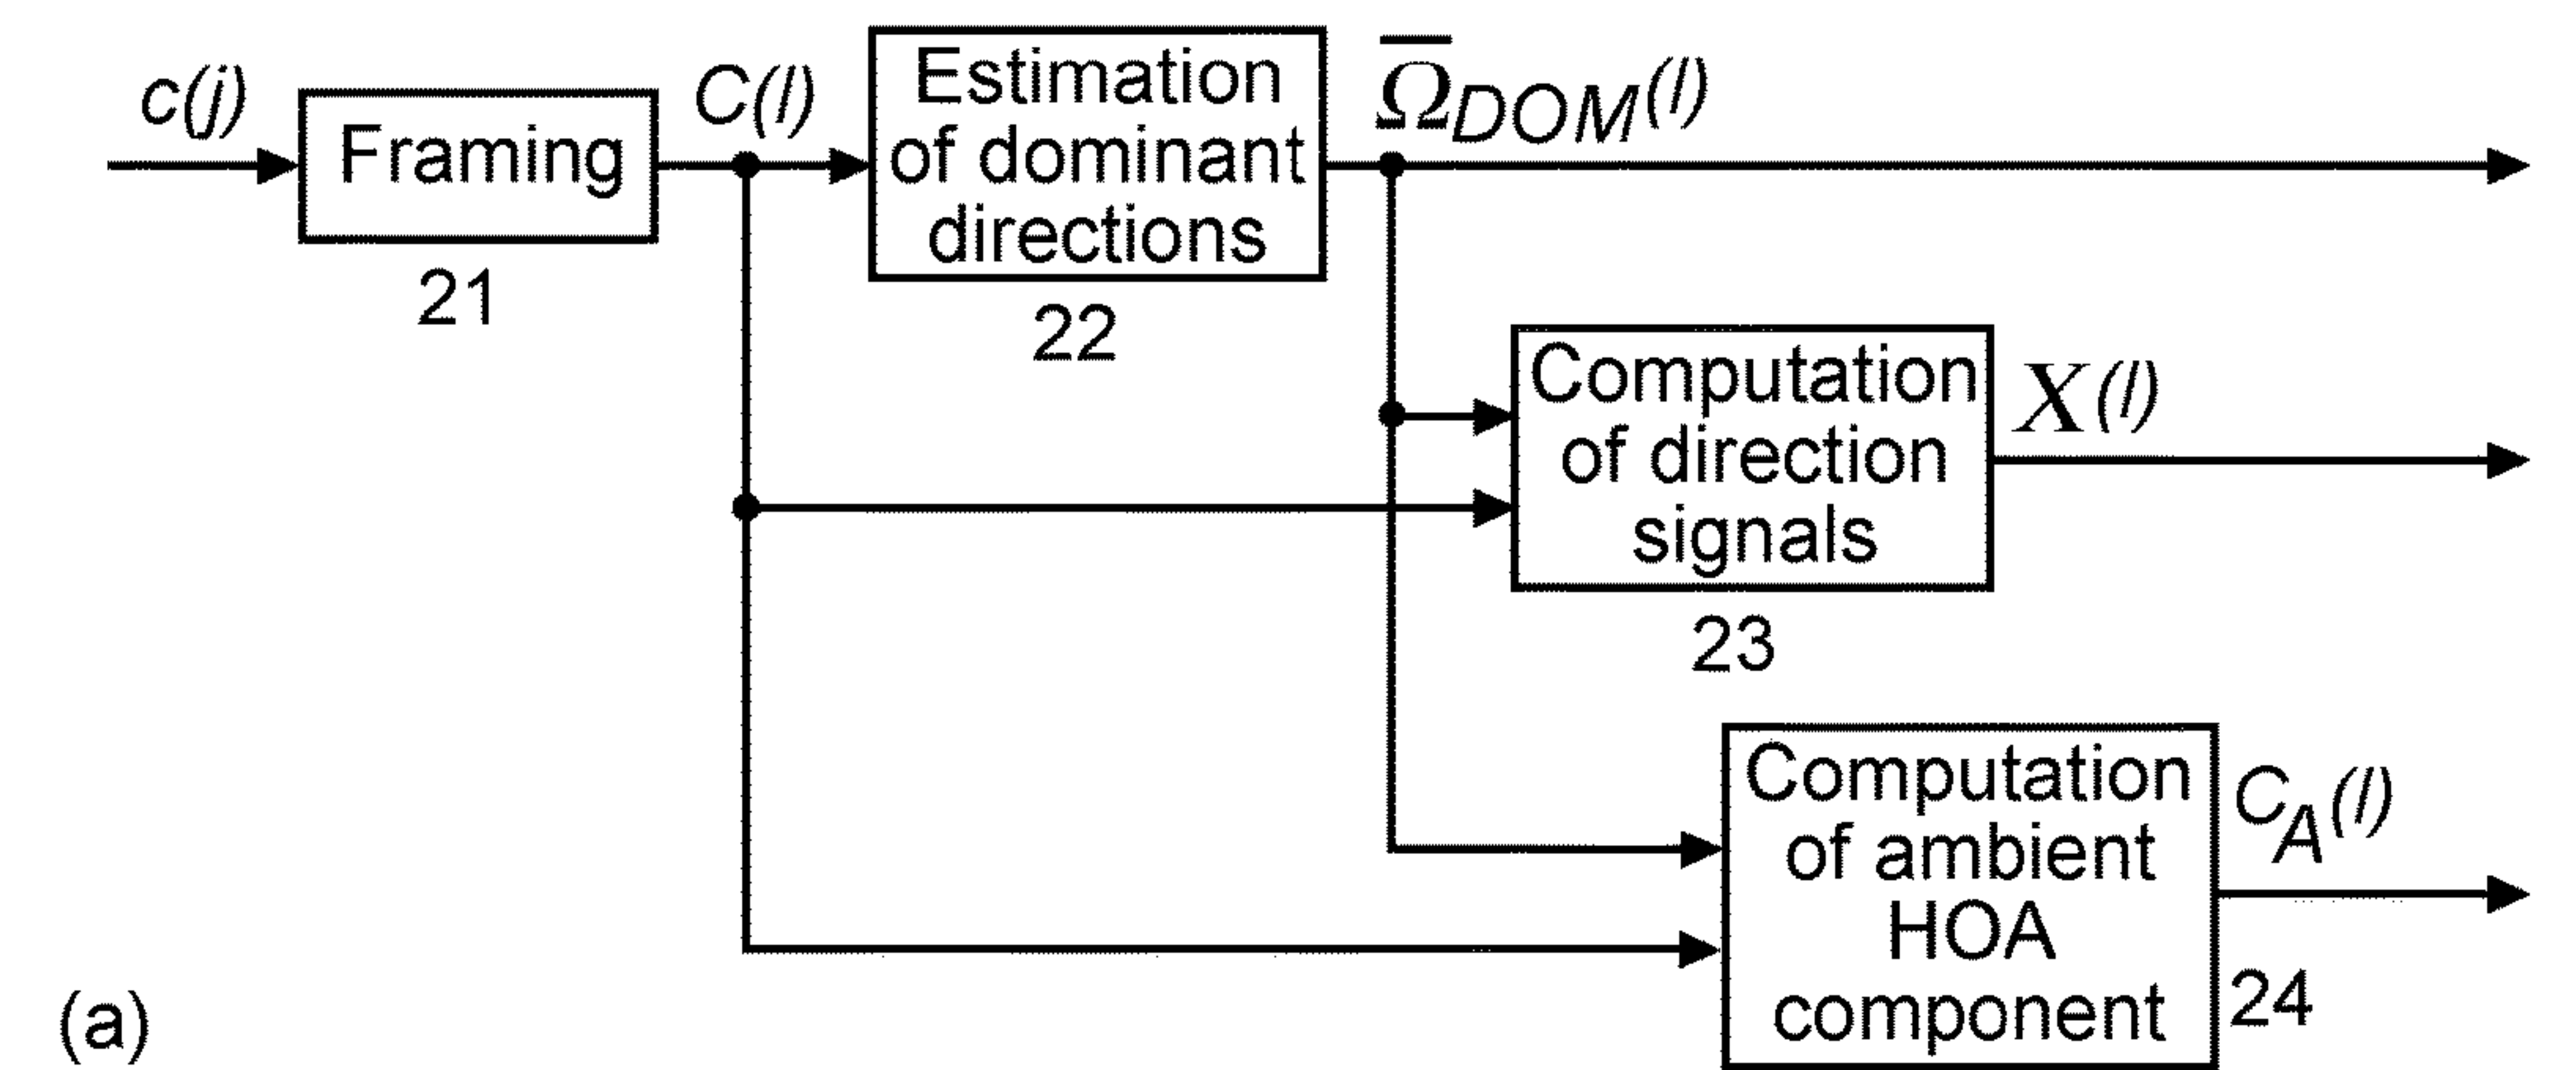 c(j)
Framing
21
C(l)
Estimation
of dominant
directions
22
Ω̅DOM(l)
Computation
of direction
signals
23
X(l)
Computation
of ambient
HOA
component
24
CA(l)
(a)